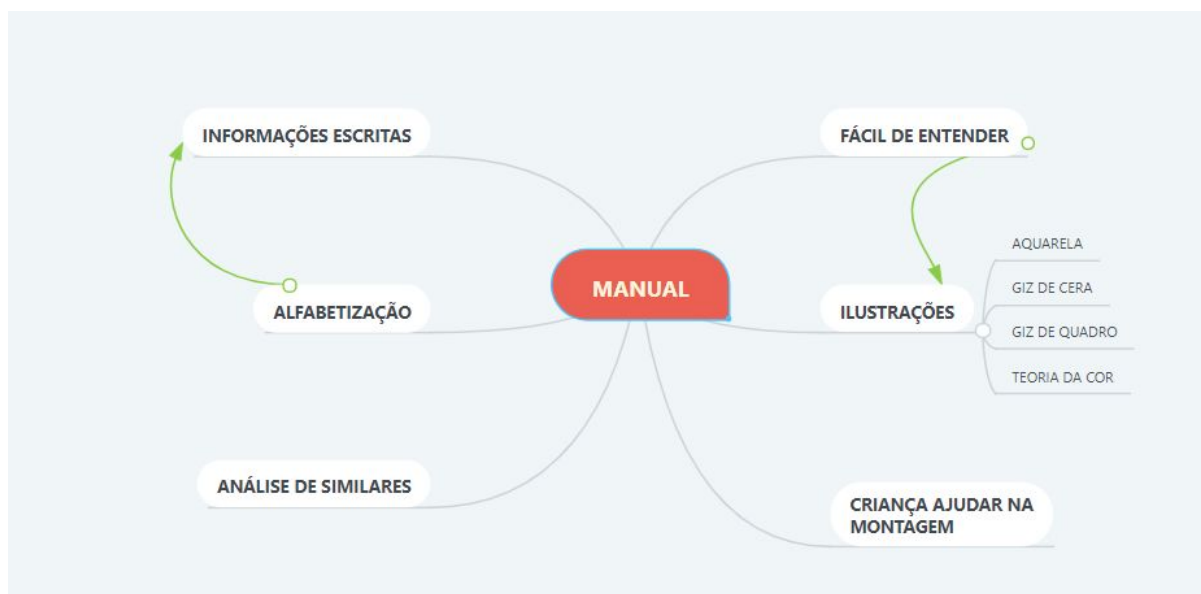 INFORMAÇÕES ESCRITAS
FÁCIL DE ENTENDER
AQUARELA
GIZ DE CERA
MANUAL
ALFABETIZAÇÃO
ILUSTRAÇÕES
GIZ DE QUADRO
TEORIA DA COR
ANÁLISE DE SIMILARES
CRIANÇA AJUDAR NA
MONTAGEM